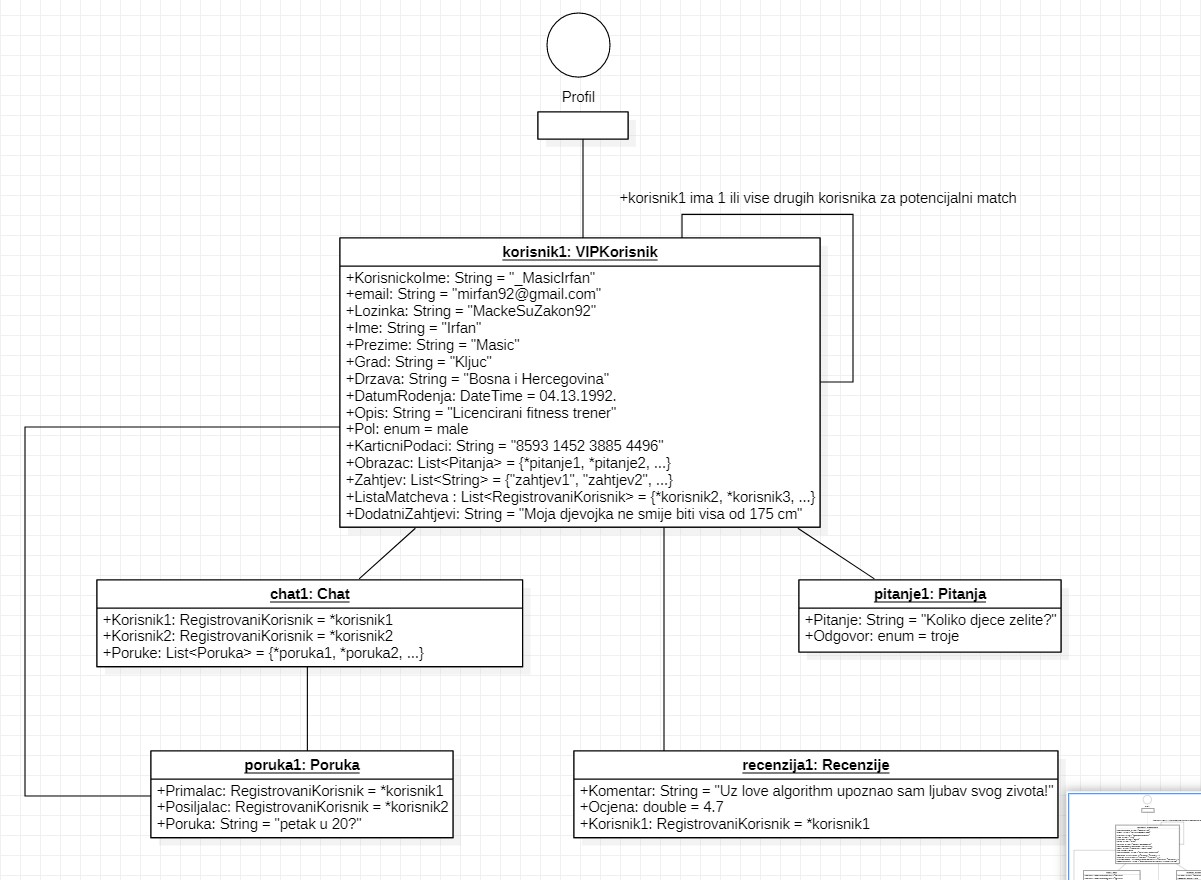 Profil
+korisnik1 ima 1 ili vise drugih korisnika za potencijalni match
korisnik1: VIPKorisnik
+KorisnickoIme: String = "_MasicIrfan"
+email: String = "mirfan92@gmail.com"
+Lozinka: String = "MackeSuZakon92"
+Ime: String = "Irfan"
+Prezime: String = "Masic"
+Grad: String = "Kljuc"
+Drzava: String = "Bosna i Hercegovina"
+DatumRodenja: DateTime = 04.13.1992.
+Opis: String = "Licencirani fitness trener"
+Pol: enum = male
+KarticniPodaci: String = "8593 1452 3885 4496"
+Obrazac: List<Pitanja> = {*pitanje1, *pitanje2, ...}
+Zahtjev: List<String> = {"zahtjev1", "zahtjev2", ...}
+ListaMatcheva : List<RegistrovaniKorisnik> = {*korisnik2, *korisnik3, ...}
+DodatniZahtjevi: String = "Moja djevojka ne smije biti visa od 175 cm"
chat1: Chat
+Korisnik1: RegistrovaniKorisnik = *korisnik1
+Korisnik2: RegistrovaniKorisnik = *korisnik2
+Poruke: List<Poruka> = {*poruka1, *poruka2, ...}
pitanje1: Pitanja
+Pitanje: String = "Koliko djece zelite?"
+Odgovor: enum = troje
poruka1: Poruka
+Primalac: RegistrovaniKorisnik = *korisnik1
+Posiljalac: RegistrovaniKorisnik = *korisnik2
+Poruka: String = "petak u 20?"
recenzija1: Recenzije
+Komentar: String = "Uz love algorithm upoznao sam ljubav svog zivota!"
+Ocjena: double = 4.7
+Korisnik1: RegistrovaniKorisnik = *korisnik1